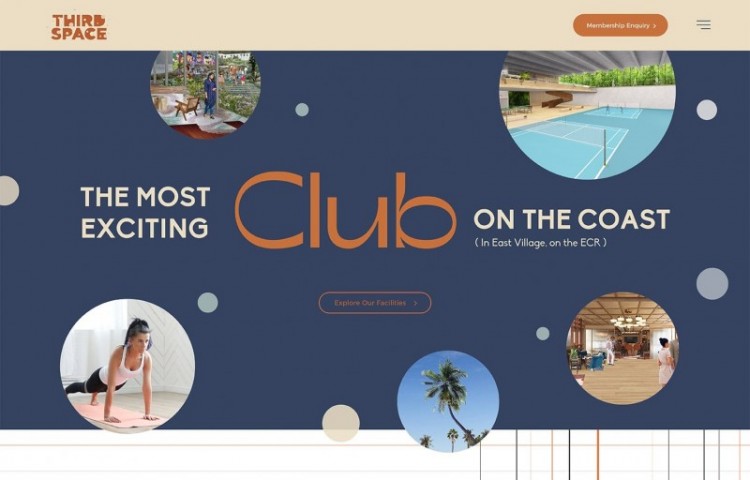 THIRD
SPACE
Membership Enquiry >
THE MOST
EXCITING
Club
ON THE COAST
( In East Village, on the ECR )
Explore Our Facilities >